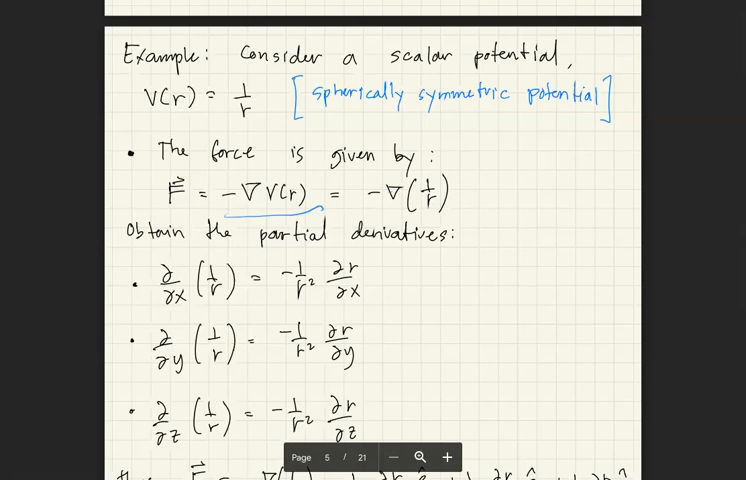 Example: Consider a scalar potential,
V(r) = 1/r [spherically symmetric potential]
• The force is given by:
F⃗ = -∇V(r) = -∇(1/r)
Obtain the partial derivatives:
• ∂/∂x (1/r) = -1/r² ∂r/∂x
• ∂/∂y (1/r) = -1/r² ∂r/∂y
• ∂/∂z (1/r) = -1/r² ∂r/∂z
Page 5 / 21